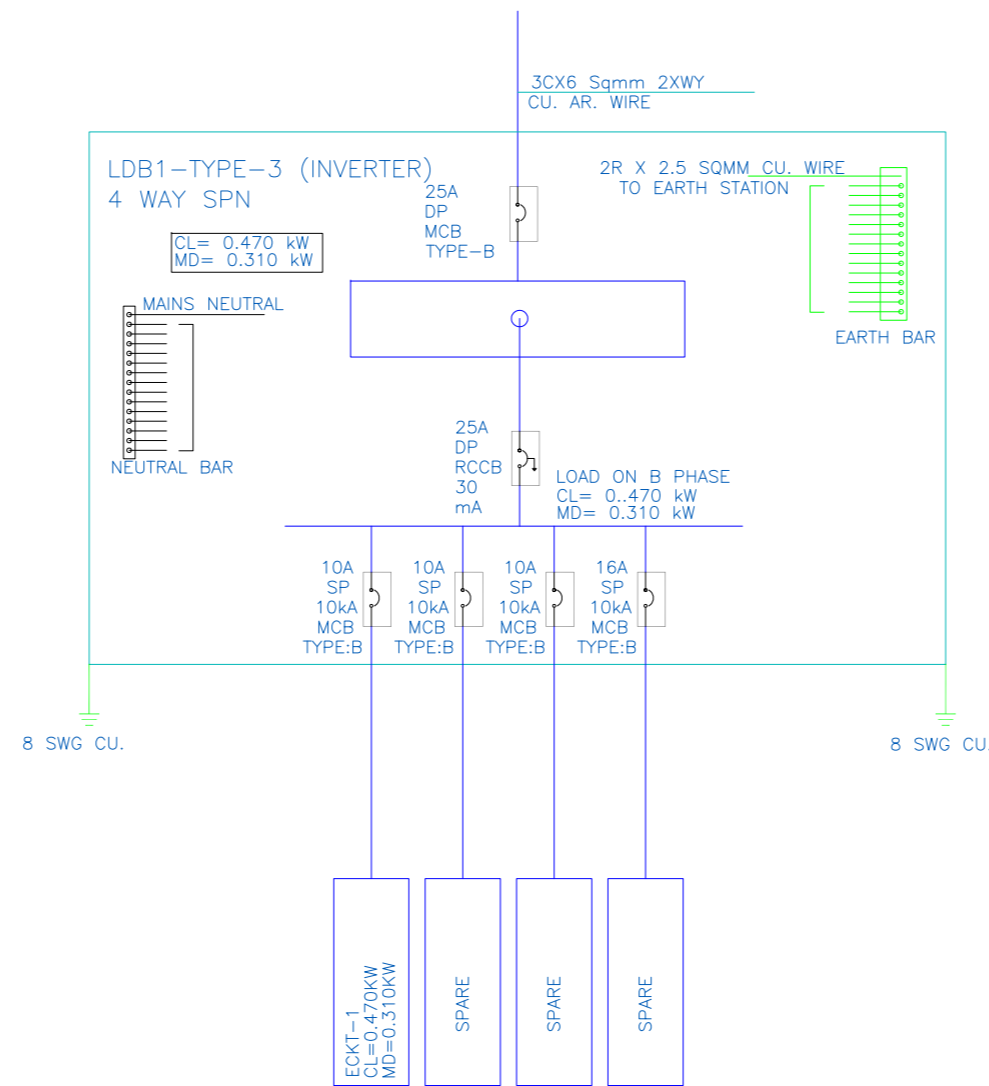 3CX6 Sqmm 2XWY
CU. AR. WIRE
LDB1-TYPE-3 (INVERTER)
4 WAY SPN
CL= 0.470 kW
MD= 0.310 kW
25A
DP
MCB
TYPE-B
2R X 2.5 SQMM CU. WIRE
TO EARTH STATION
EARTH BAR
MAINS NEUTRAL
NEUTRAL BAR
25A
DP
RCCB
30
mA
LOAD ON B PHASE
CL= 0..470 kW
MD= 0.310 kW
10A
SP
10kA
MCB
TYPE:B
10A
SP
10kA
MCB
TYPE:B
10A
SP
10kA
MCB
TYPE:B
16A
SP
10kA
MCB
TYPE:B
8 SWG CU.
8 SWG CU.
ECKT-1
CL=0.470KW
MD=0.310KW
SPARE
SPARE
SPARE